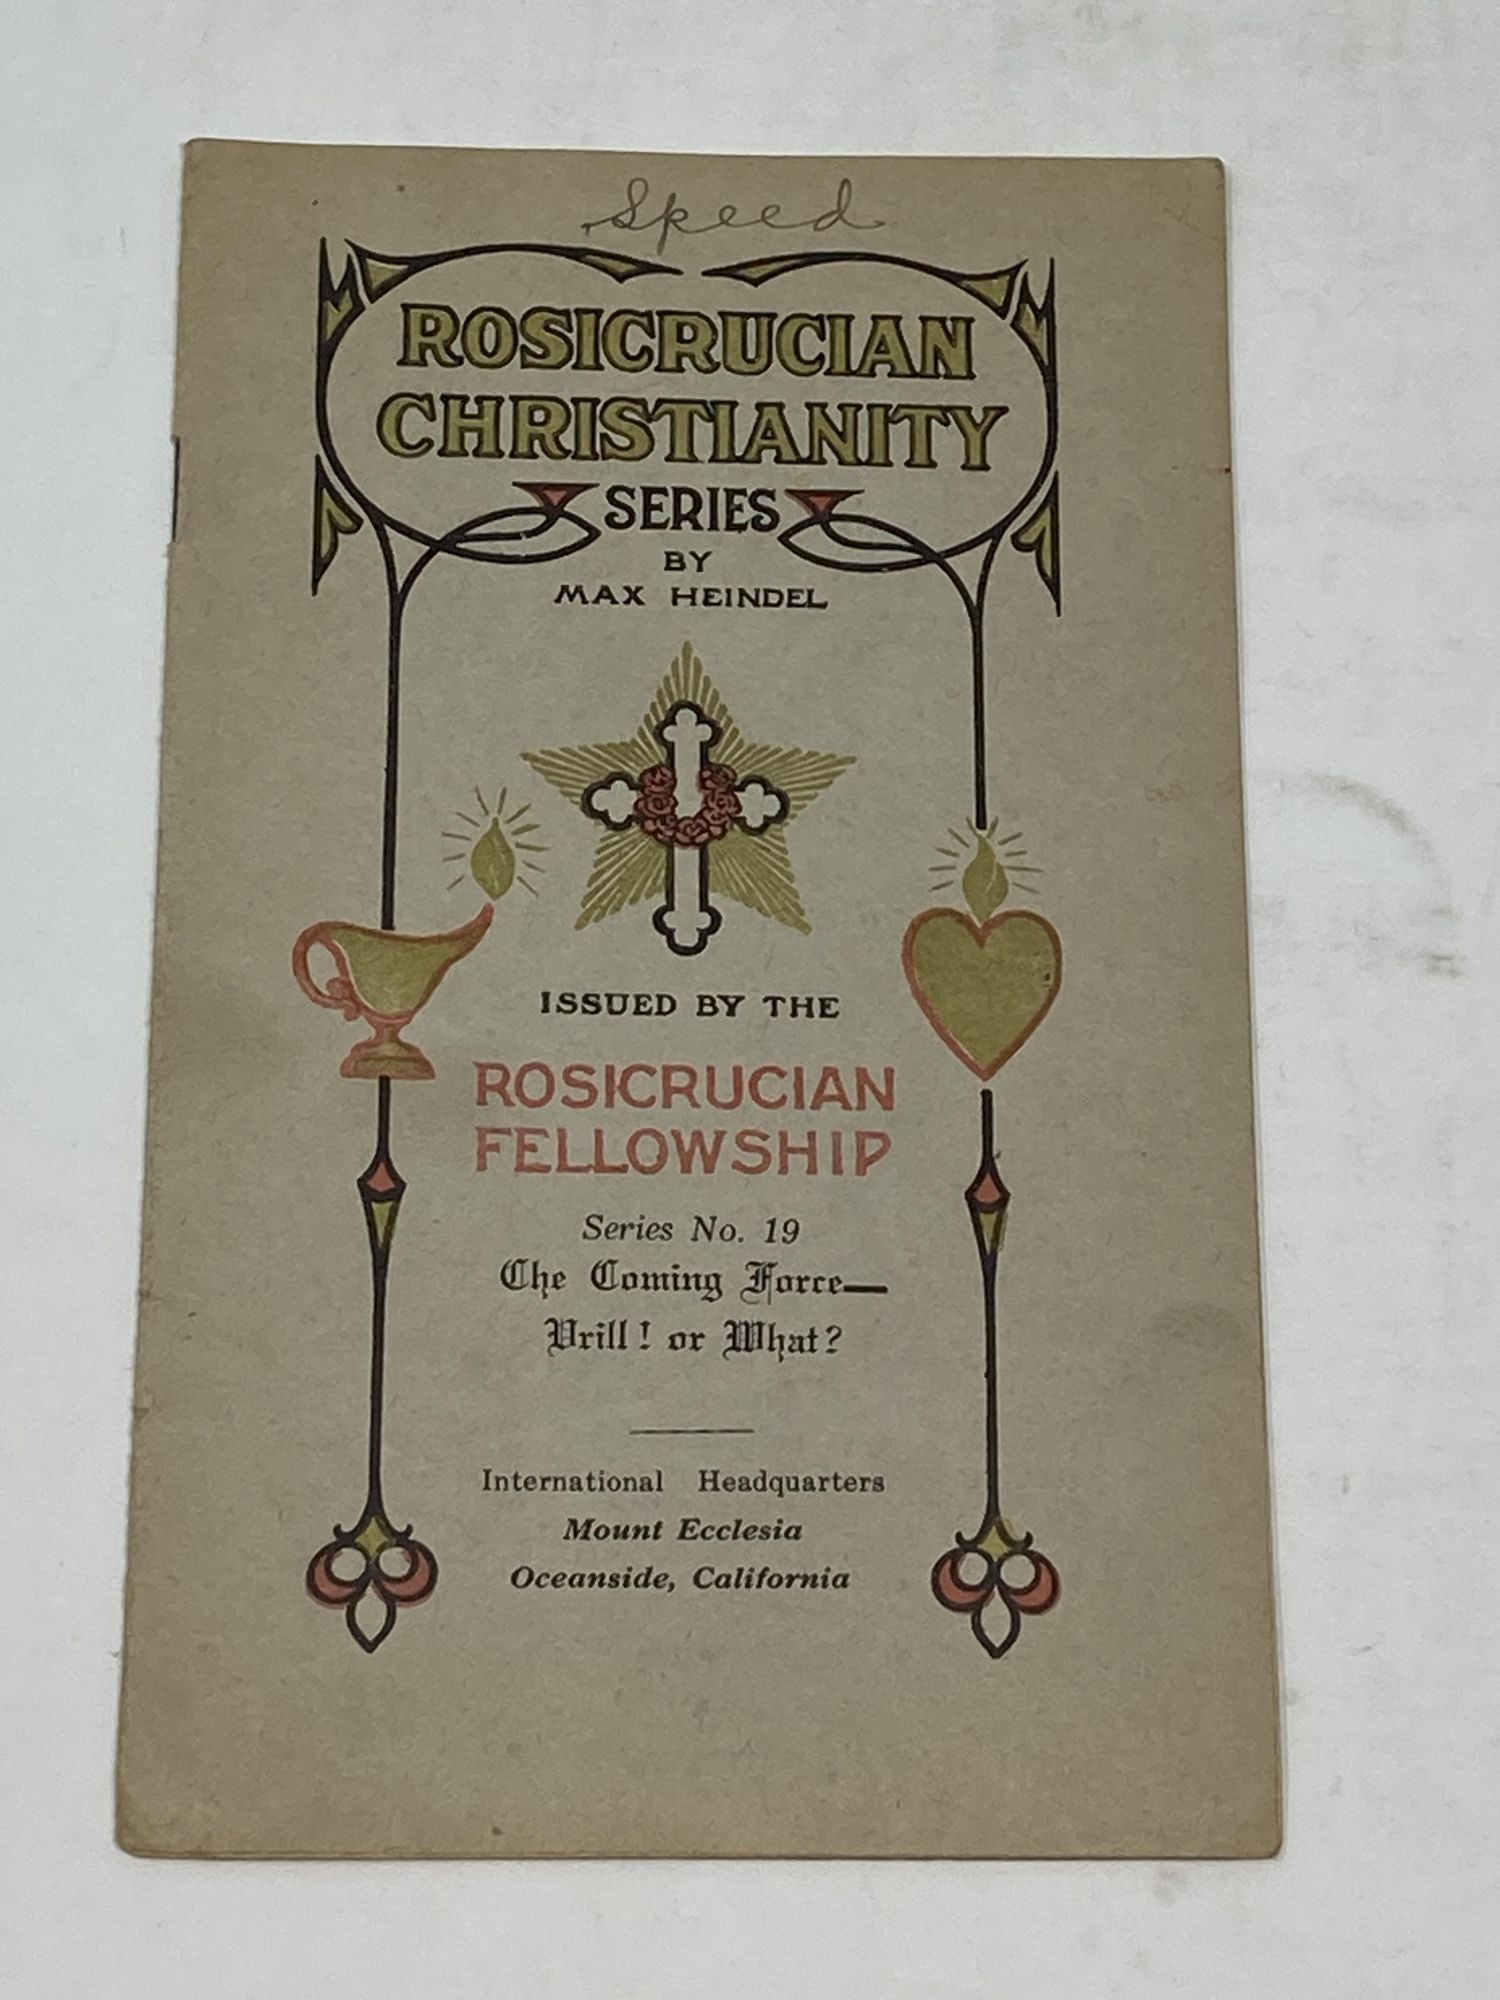 Speed
ROSICRUCIAN
CHRISTIANITY
SERIES
BY
MAX HEINDEL
ISSUED BY THE
ROSICRUCIAN
FELLOWSHIP
Series No. 19
The Coming Force—
Vrill! or What?
International Headquarters
Mount Ecclesia
Oceanside, California